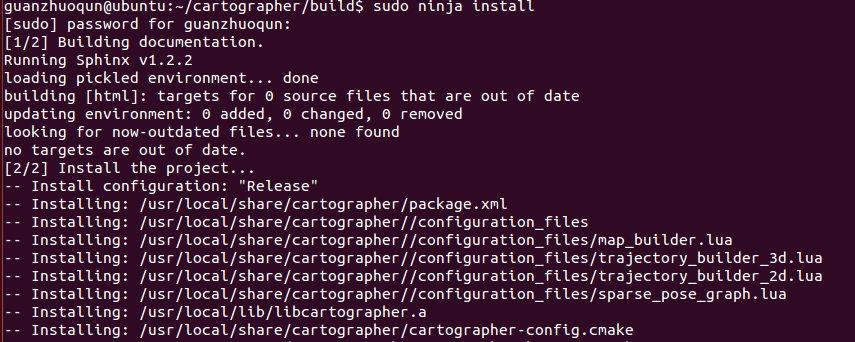 guanzhuoqun@ubuntu:~/cartographer/build$ sudo ninja install
[sudo] password for guanzhuoqun:
[1/2] Building documentation.
Running Sphinx v1.2.2
loading pickled environment... done
building [html]: targets for 0 source files that are out of date
updating environment: 0 added, 0 changed, 0 removed
looking for now-outdated files... none found
no targets are out of date.
[2/2] Install the project...
-- Install configuration: "Release"
-- Installing: /usr/local/share/cartographer/package.xml
-- Installing: /usr/local/share/cartographer//configuration_files
-- Installing: /usr/local/share/cartographer//configuration_files/map_builder.lua
-- Installing: /usr/local/share/cartographer//configuration_files/trajectory_builder_3d.lua
-- Installing: /usr/local/share/cartographer//configuration_files/trajectory_builder_2d.lua
-- Installing: /usr/local/share/cartographer//configuration_files/sparse_pose_graph.lua
-- Installing: /usr/local/lib/libcartographer.a
-- Installing: /usr/local/share/cartographer/cartographer-config.cmake